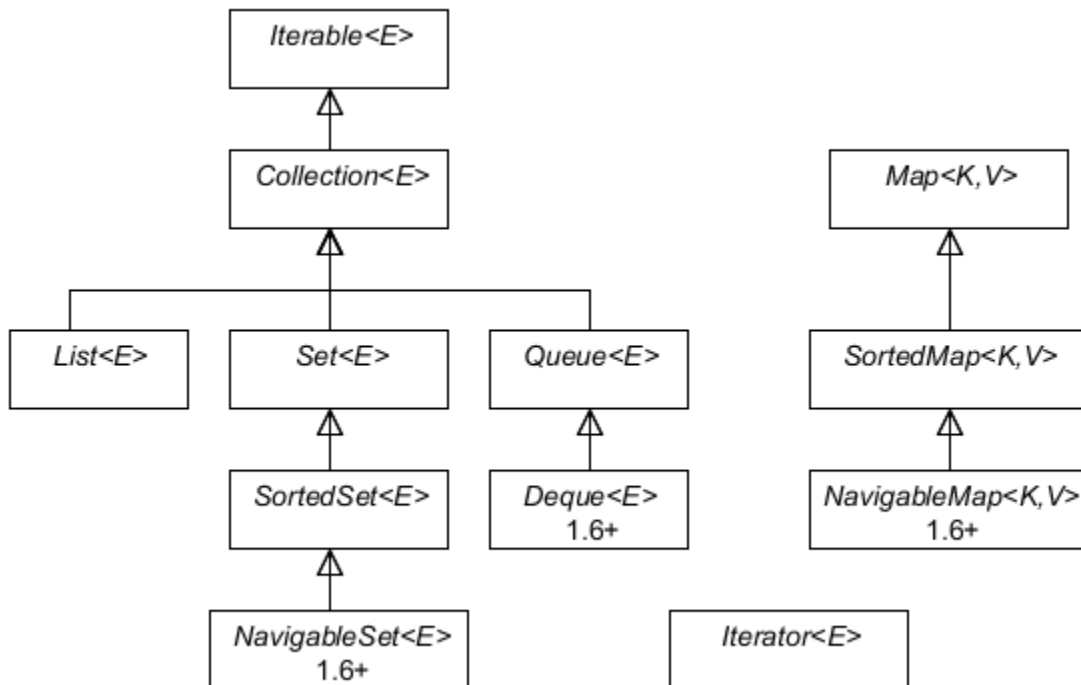 Iterable<E>
Collection<E>
Map<K,V>
List<E>
Set<E>
Queue<E>
SortedMap<K,V>
SortedSet<E>
Deque<E>
1.6+
NavigableMap<K,V>
1.6+
NavigableSet<E>
1.6+
Iterator<E>